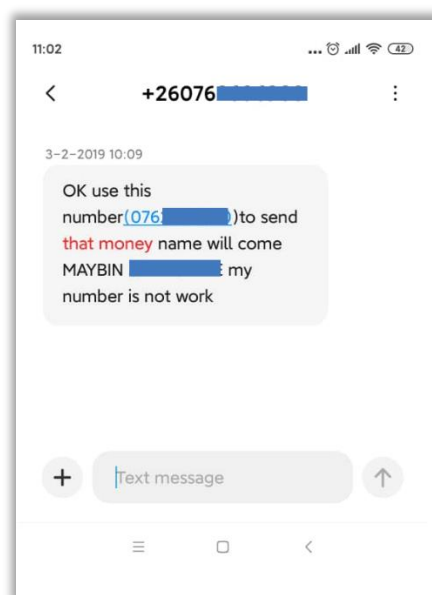 11:02
42
+26076
3-2-2019 10:09
OK use this
number(076 )to send
that money name will come
MAYBIN my
number is not work
Text message